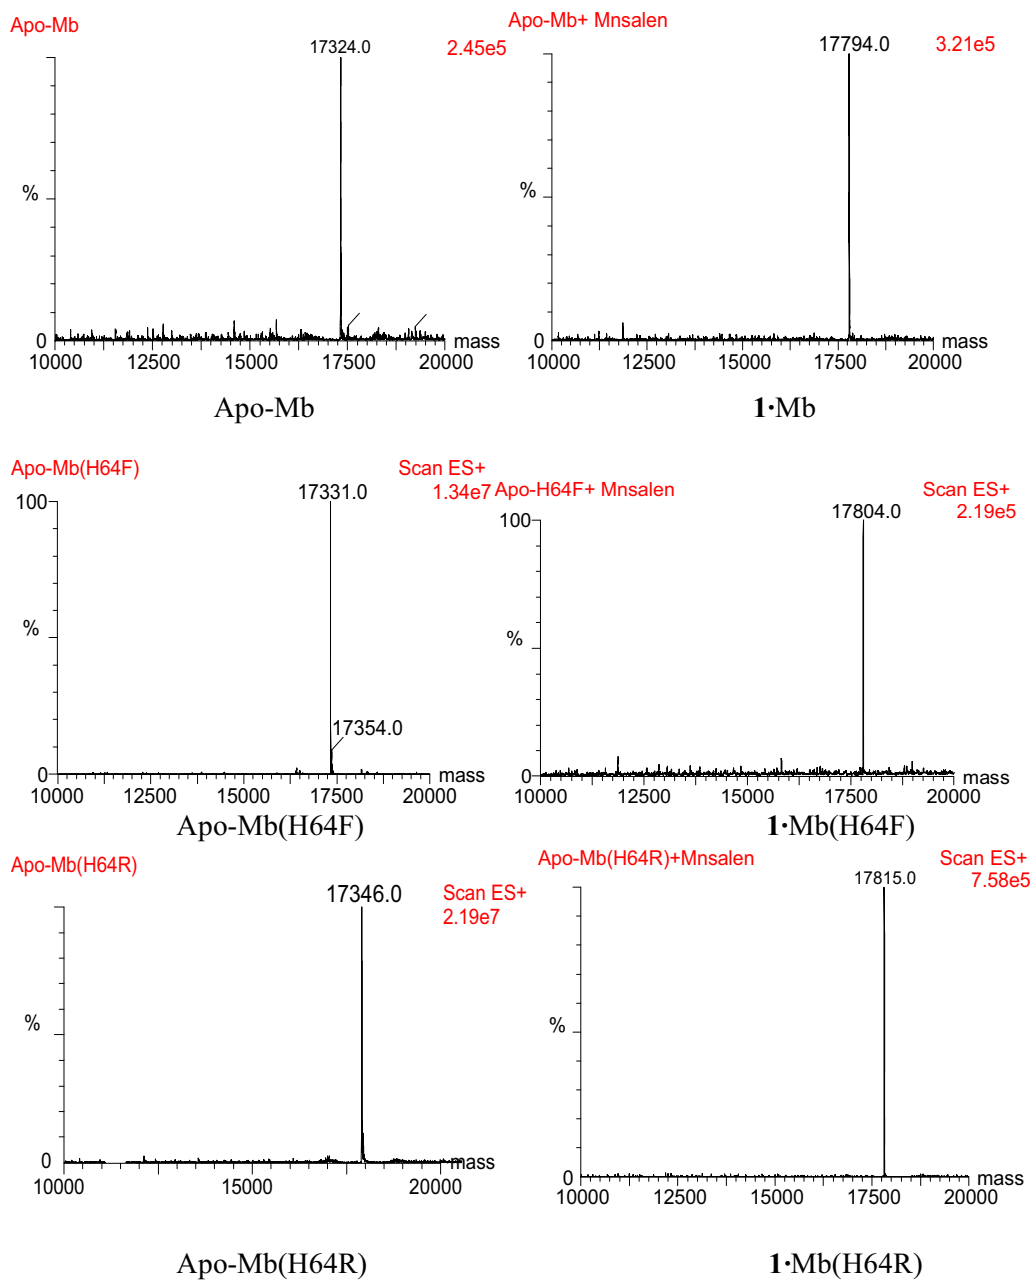 Apo-Mb
17324.0
2.45e5
%
0
10000 12500 15000 17500 20000
mass
Apo-Mb
Apo-Mb+ Mnsalen
17794.0
3.21e5
%
0
10000 12500 15000 17500 20000
mass
1·Mb
Apo-Mb(H64F)
Scan ES+
17331.0
1.34e7
100
%
17354.0
0
mass
10000 12500 15000 17500 20000
Apo-Mb(H64F)
Apo-H64F+ Mnsalen
Scan ES+
17804.0
2.19e5
100
%
0
mass
10000 12500 15000 17500 20000
1·Mb(H64F)
Apo-Mb(H64R)
17346.0
Scan ES+
2.19e7
%
0
mass
10000 15000 20000
Apo-Mb(H64R)
Apo-Mb(H64R)+Mnsalen
Scan ES+
17815.0
7.58e5
%
0
mass
10000 12500 15000 17500 20000
1·Mb(H64R)